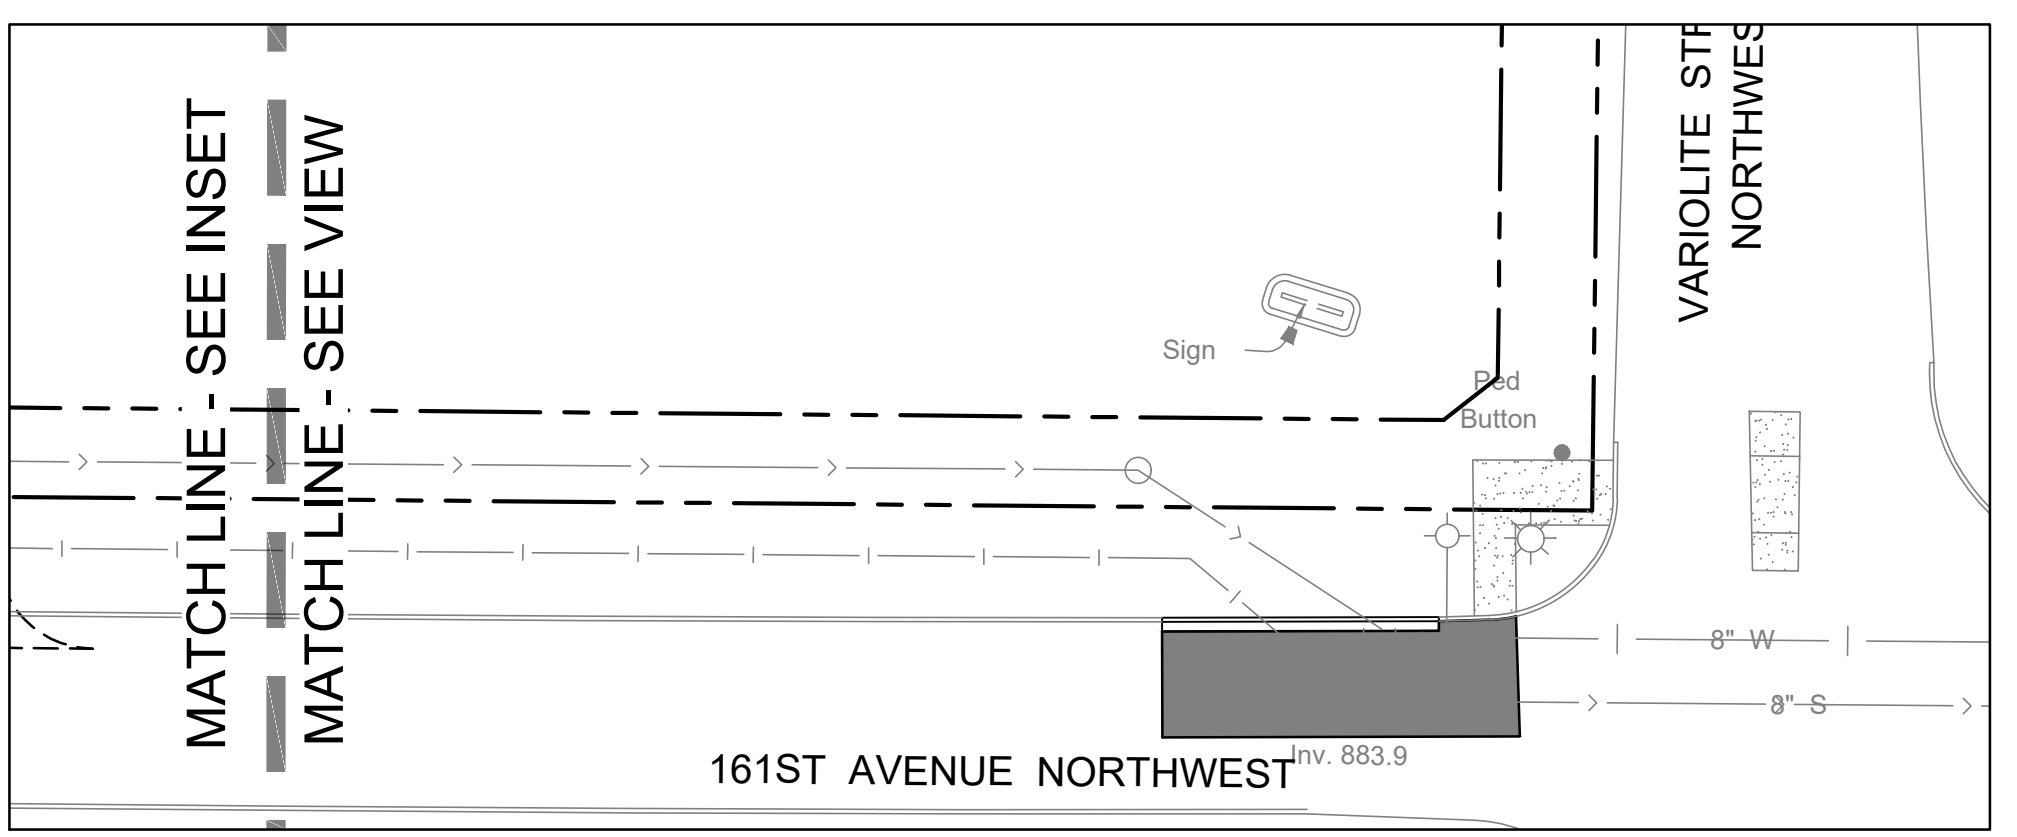 MATCH LINE - SEE INSET
MATCH LINE - SEE VIEW
VARIOLITE STR
NORTHWES
Sign
Ped
Button
8" W
8" S
Inv. 883.9
161ST AVENUE NORTHWEST